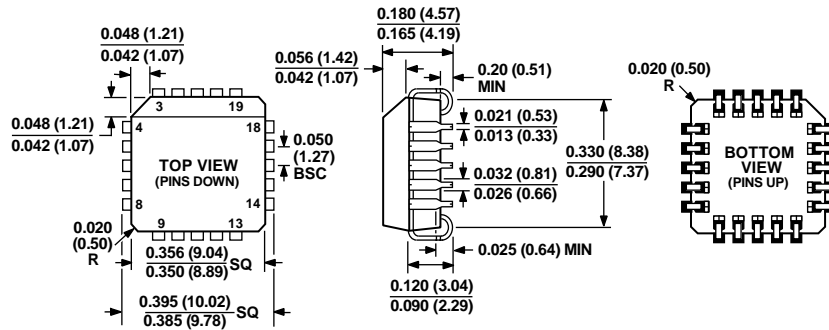 0.048 (1.21)
0.042 (1.07)
0.048 (1.21)
0.042 (1.07)
3
19
4
18
TOP VIEW
(PINS DOWN)
0.050
(1.27)
BSC
8
14
9
13
0.020
(0.50)
R
0.356 (9.04)
0.350 (8.89)
SQ
0.395 (10.02)
0.385 (9.78)
SQ
0.180 (4.57)
0.165 (4.19)
0.056 (1.42)
0.042 (1.07)
0.20 (0.51)
MIN
0.021 (0.53)
0.013 (0.33)
0.330 (8.38)
0.290 (7.37)
0.032 (0.81)
0.026 (0.66)
0.025 (0.64) MIN
0.120 (3.04)
0.090 (2.29)
0.020 (0.50)
R
BOTTOM
VIEW
(PINS UP)